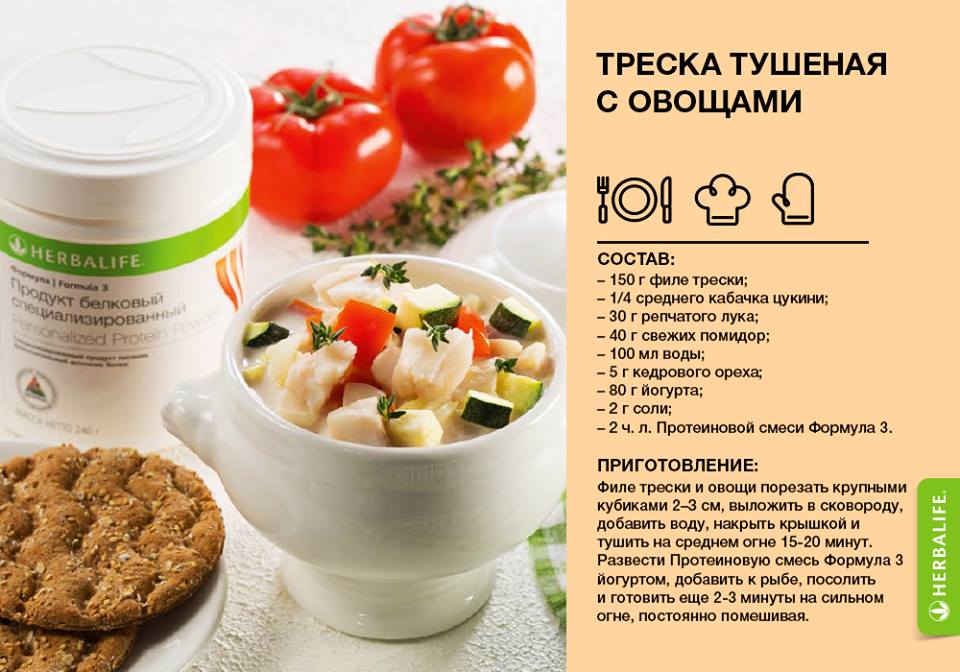 HERBALIFE.
Формула | Formula 3
Продукт белковый
специализированный
Personalized Protein Powder
МАССА НЕТТО 240 г
ТРЕСКА ТУШЕНАЯ
С ОВОЩАМИ
СОСТАВ:
– 150 г филе трески;
– 1/4 среднего кабачка цукини;
– 30 г репчатого лука;
– 40 г свежих помидор;
– 100 мл воды;
– 5 г кедрового ореха;
– 80 г йогурта;
– 2 г соли;
– 2 ч. л. Протеиновой смеси Формула 3.
ПРИГОТОВЛЕНИЕ:
Филе трески и овощи порезать крупными
кубиками 2–3 см, выложить в сковороду,
добавить воду, накрыть крышкой и
тушить на среднем огне 15-20 минут.
Развести Протеиновую смесь Формула 3
йогуртом, добавить к рыбе, посолить
и готовить еще 2-3 минуты на сильном
огне, постоянно помешивая.
HERBALIFE.